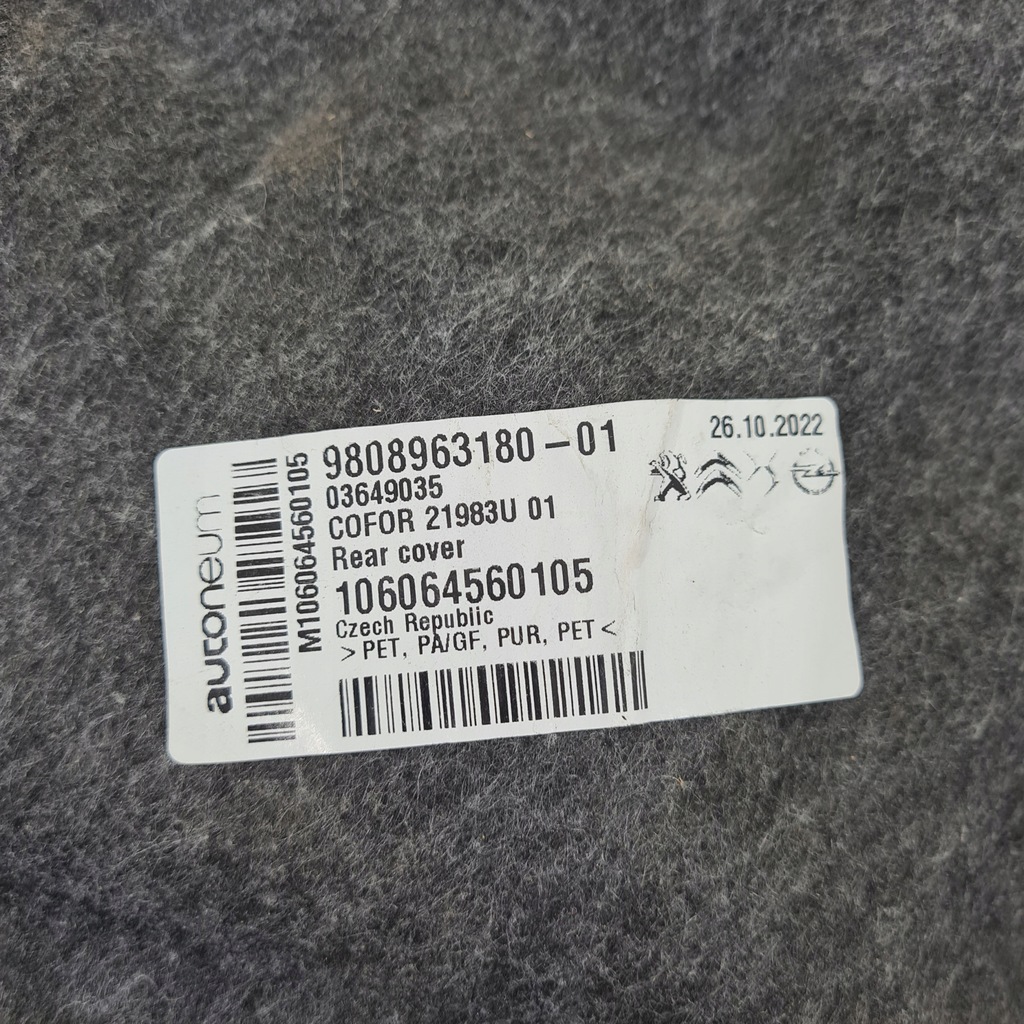 autoneum
M106064560105
9808963180-01
26.10.2022
03649035
COFOR 21983U 01
Rear cover
106064560105
Czech Republic
>PET, PA/GF, PUR, PET<